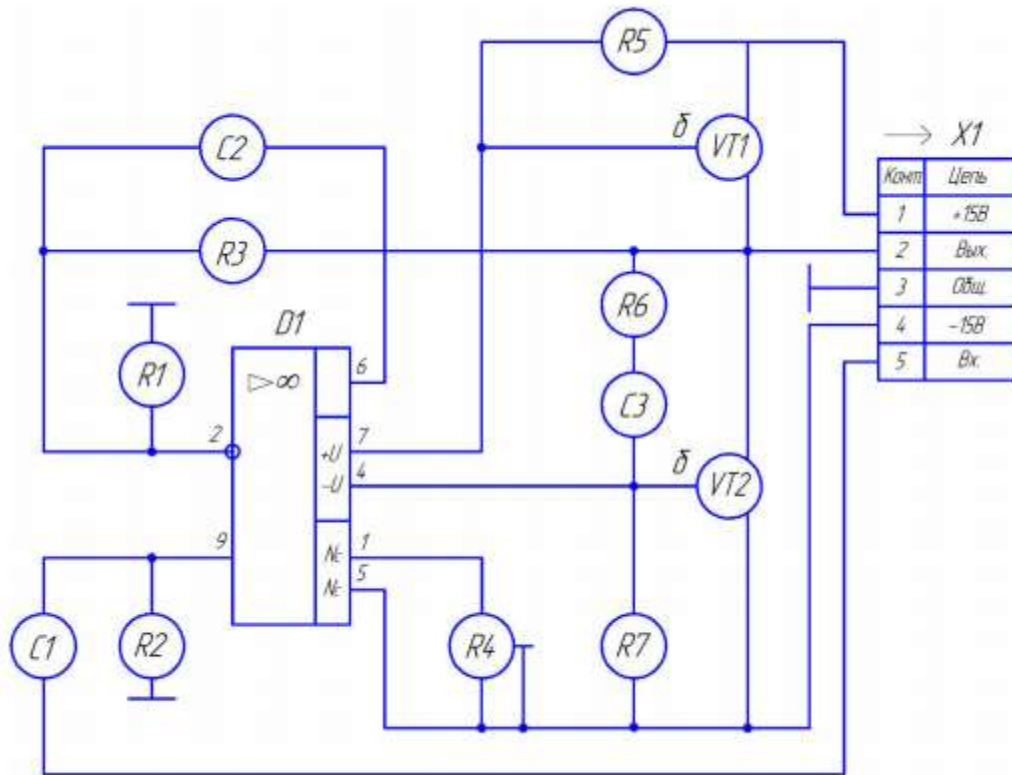 R5
б
VT1
C2
X1
Конт. Цепь
1 +15В
2 Вых.
3 Общ.
4 -15В
5 Вх.
R3
R6
D1
▷∞
6
R1
C3
2
+U 7
-U 4
б
VT2
9
Nc 1
Nc 5
C1
R2
R4
R7